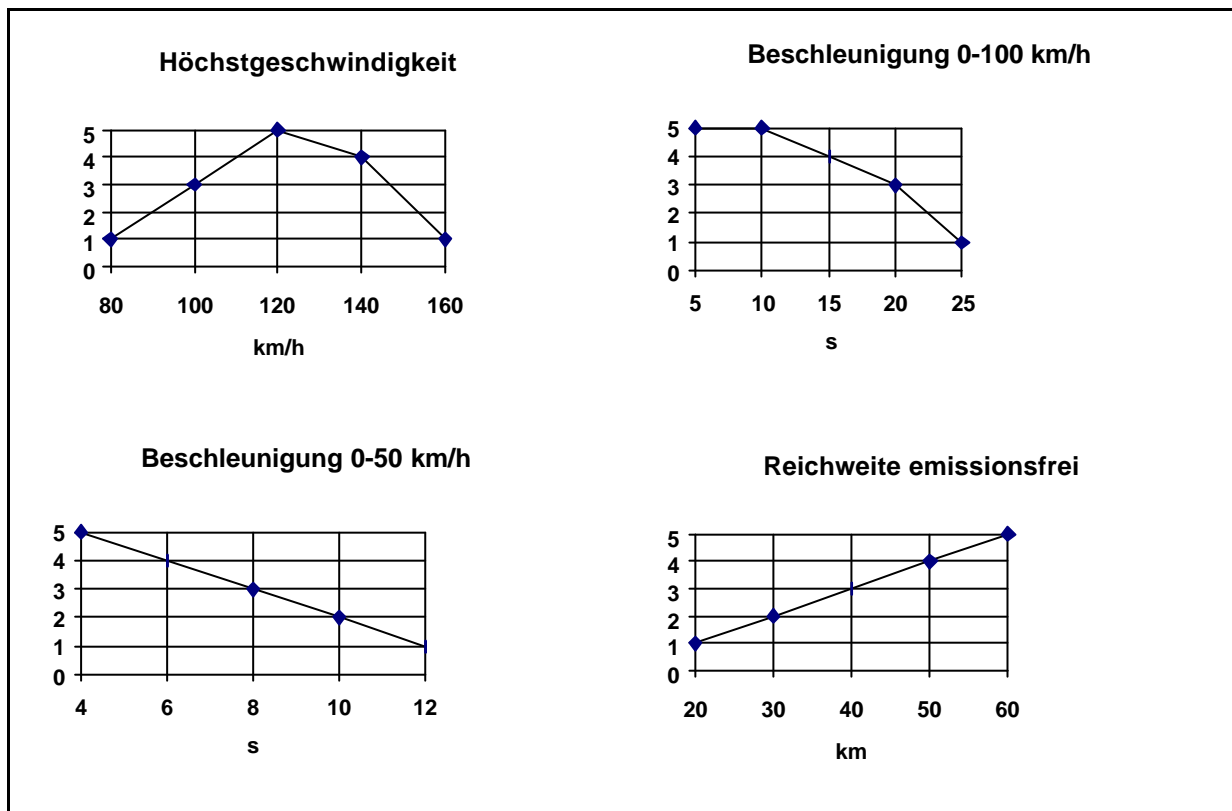 Höchstgeschwindigkeit
5
4
3
2
1
0
80 100 120 140 160
km/h
Beschleunigung 0-100 km/h
5
4
3
2
1
0
5 10 15 20 25
s
Beschleunigung 0-50 km/h
5
4
3
2
1
0
4 6 8 10 12
s
Reichweite emissionsfrei
5
4
3
2
1
0
20 30 40 50 60
km